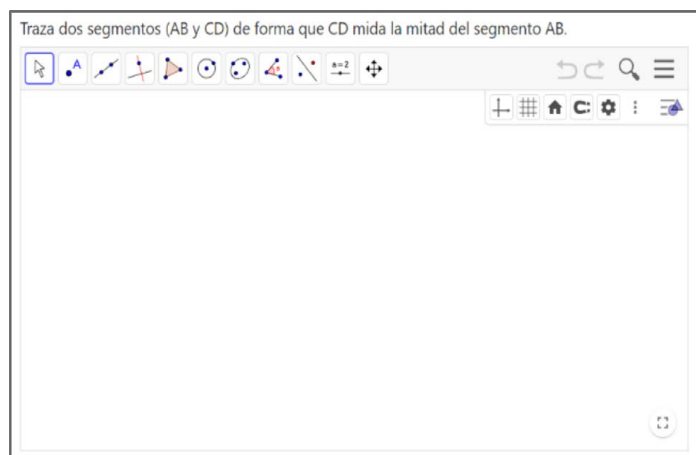 Traza dos segmentos (AB y CD) de forma que CD mida la mitad del segmento AB.
A
a=2